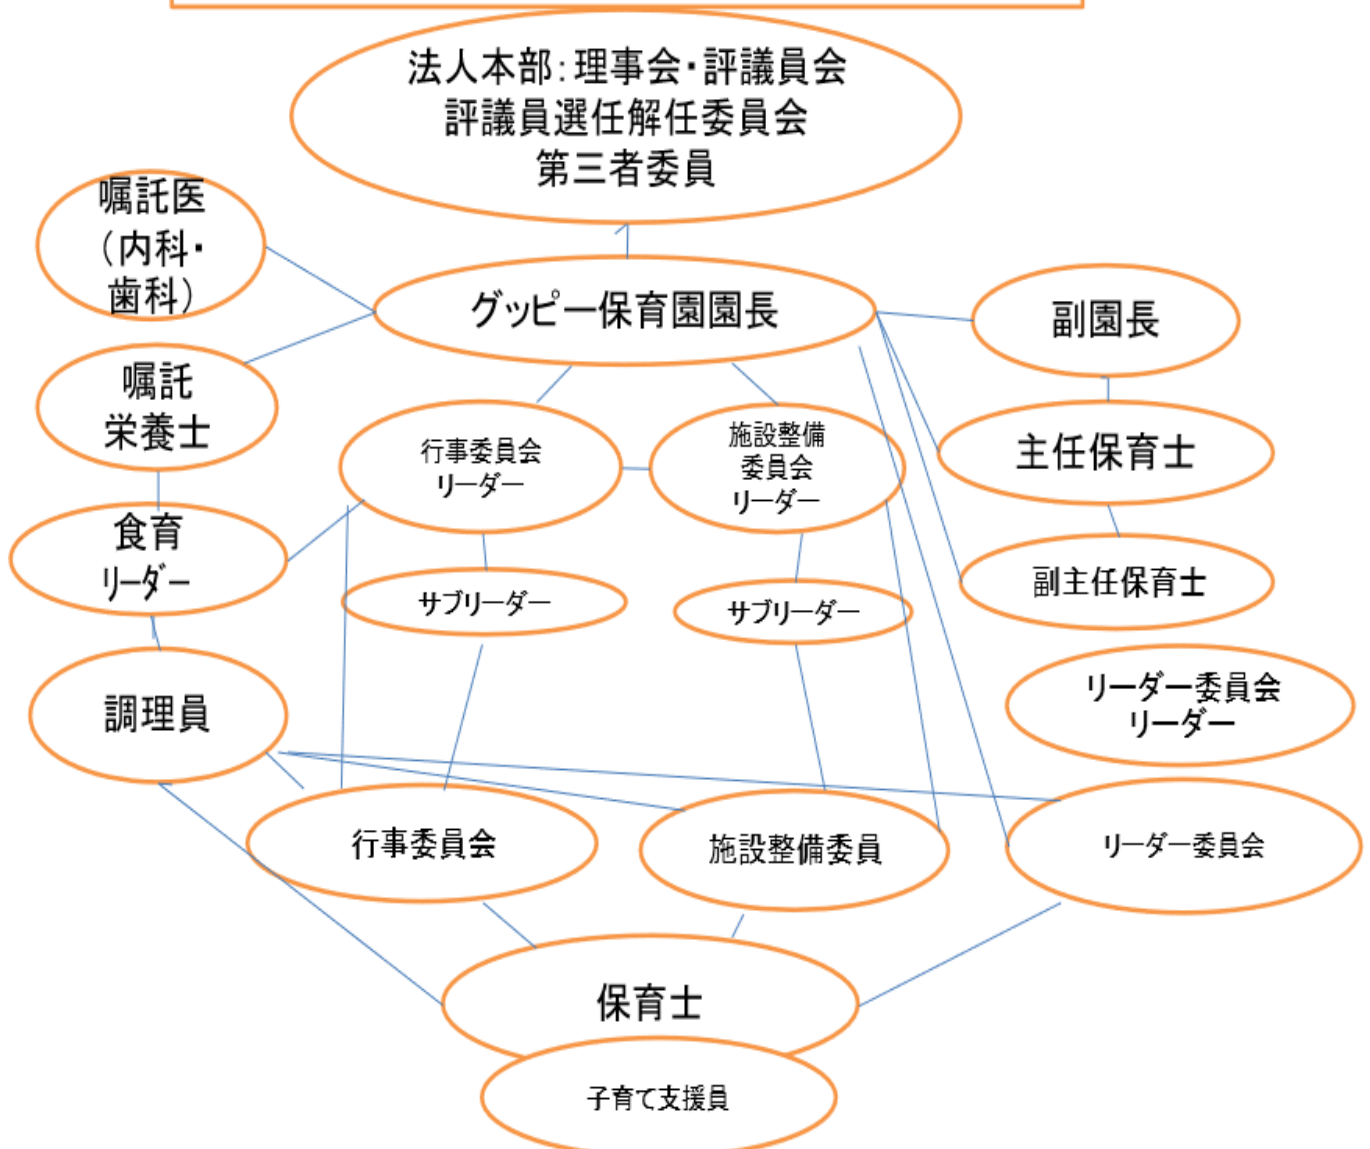 法人本部：理事会・評議員会
評議員選任解任委員会
第三者委員
嘱託医
（内科・
歯科）
グッピー保育園園長
副園長
嘱託
栄養士
行事委員会
リーダー
施設整備
委員会
リーダー
主任保育士
食育
リーダー
サブリーダー
サブリーダー
副主任保育士
調理員
リーダー委員会
リーダー
行事委員会
施設整備委員
リーダー委員会
保育士
子育て支援員